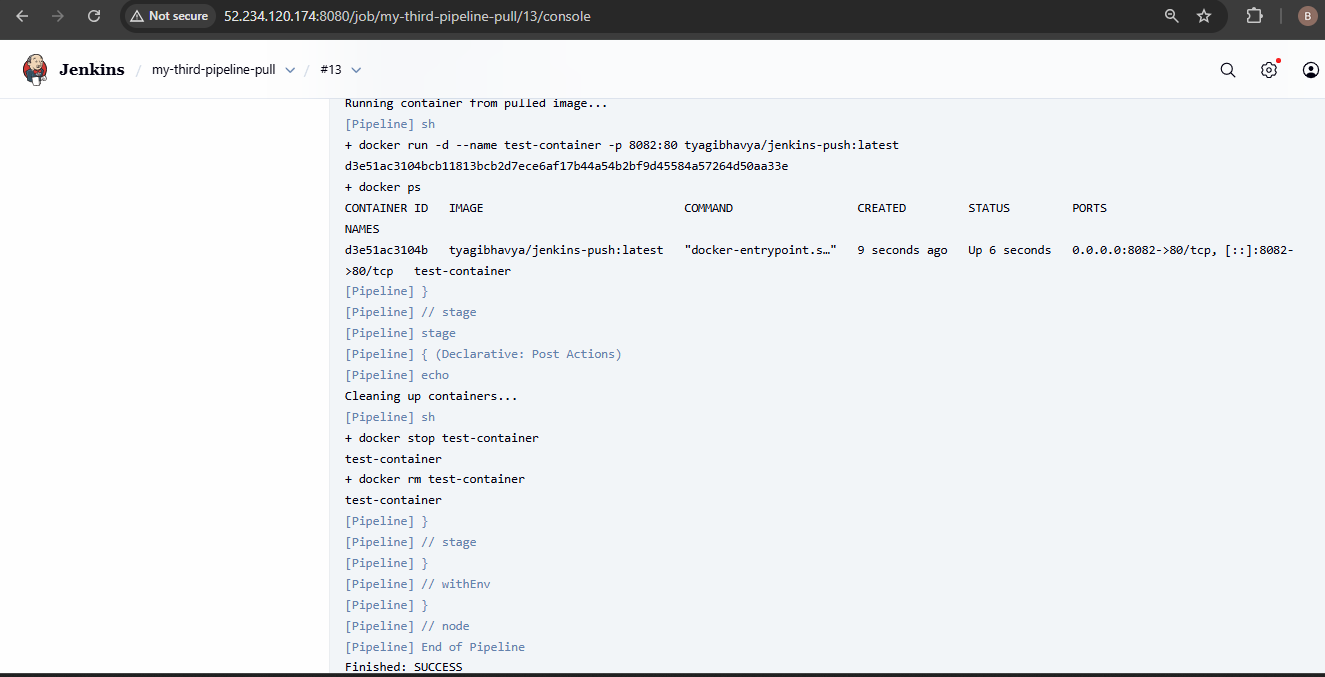 Not secure 52.234.120.174:8080/job/my-third-pipeline-pull/13/console B
Jenkins / my-third-pipeline-pull / #13
Running container from pulled image...
[Pipeline] sh
+ docker run -d --name test-container -p 8082:80 tyagibhavya/jenkins-push:latest
d3e51ac3104bcb11813bcb2d7ece6af17b44a54b2bf9d45584a57264d50aa33e
+ docker ps
CONTAINER ID IMAGE COMMAND CREATED STATUS PORTS
NAMES
d3e51ac3104b tyagibhavya/jenkins-push:latest "docker-entrypoint.s…" 9 seconds ago Up 6 seconds 0.0.0.0:8082->80/tcp, [::]:8082-
>80/tcp test-container
[Pipeline] }
[Pipeline] // stage
[Pipeline] stage
[Pipeline] { (Declarative: Post Actions)
[Pipeline] echo
Cleaning up containers...
[Pipeline] sh
+ docker stop test-container
test-container
+ docker rm test-container
test-container
[Pipeline] }
[Pipeline] // stage
[Pipeline] }
[Pipeline] // withEnv
[Pipeline] }
[Pipeline] // node
[Pipeline] End of Pipeline
Finished: SUCCESS